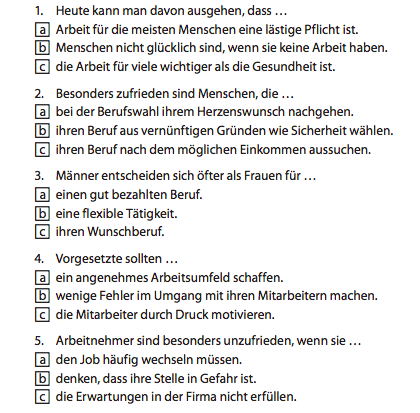 1. Heute kann man davon ausgehen, dass …
a Arbeit für die meisten Menschen eine lästige Pflicht ist.
b Menschen nicht glücklich sind, wenn sie keine Arbeit haben.
c die Arbeit für viele wichtiger als die Gesundheit ist.
2. Besonders zufrieden sind Menschen, die …
a bei der Berufswahl ihrem Herzenswunsch nachgehen.
b ihren Beruf aus vernünftigen Gründen wie Sicherheit wählen.
c ihren Beruf nach dem möglichen Einkommen aussuchen.
3. Männer entscheiden sich öfter als Frauen für …
a einen gut bezahlten Beruf.
b eine flexible Tätigkeit.
c ihren Wunschberuf.
4. Vorgesetzte sollten …
a ein angenehmes Arbeitsumfeld schaffen.
b wenige Fehler im Umgang mit ihren Mitarbeitern machen.
c die Mitarbeiter durch Druck motivieren.
5. Arbeitnehmer sind besonders unzufrieden, wenn sie …
a den Job häufig wechseln müssen.
b denken, dass ihre Stelle in Gefahr ist.
c die Erwartungen in der Firma nicht erfüllen.